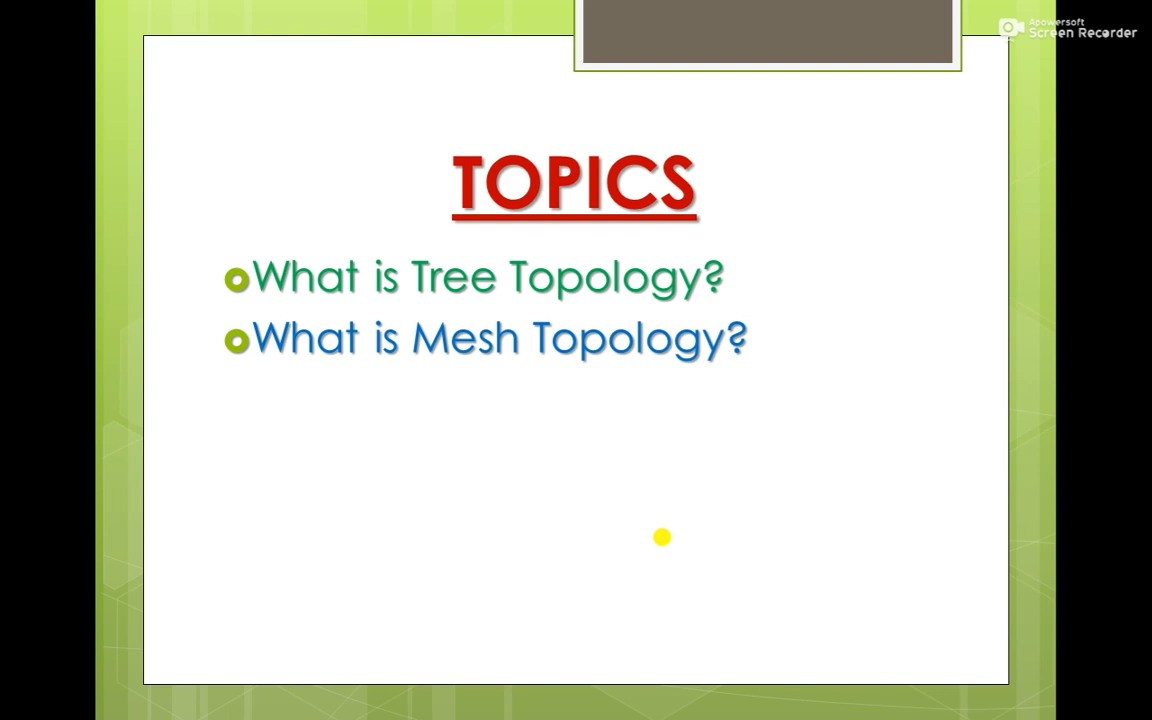 Apowersoft
Screen Recorder
TOPICS
What is Tree Topology?
What is Mesh Topology?